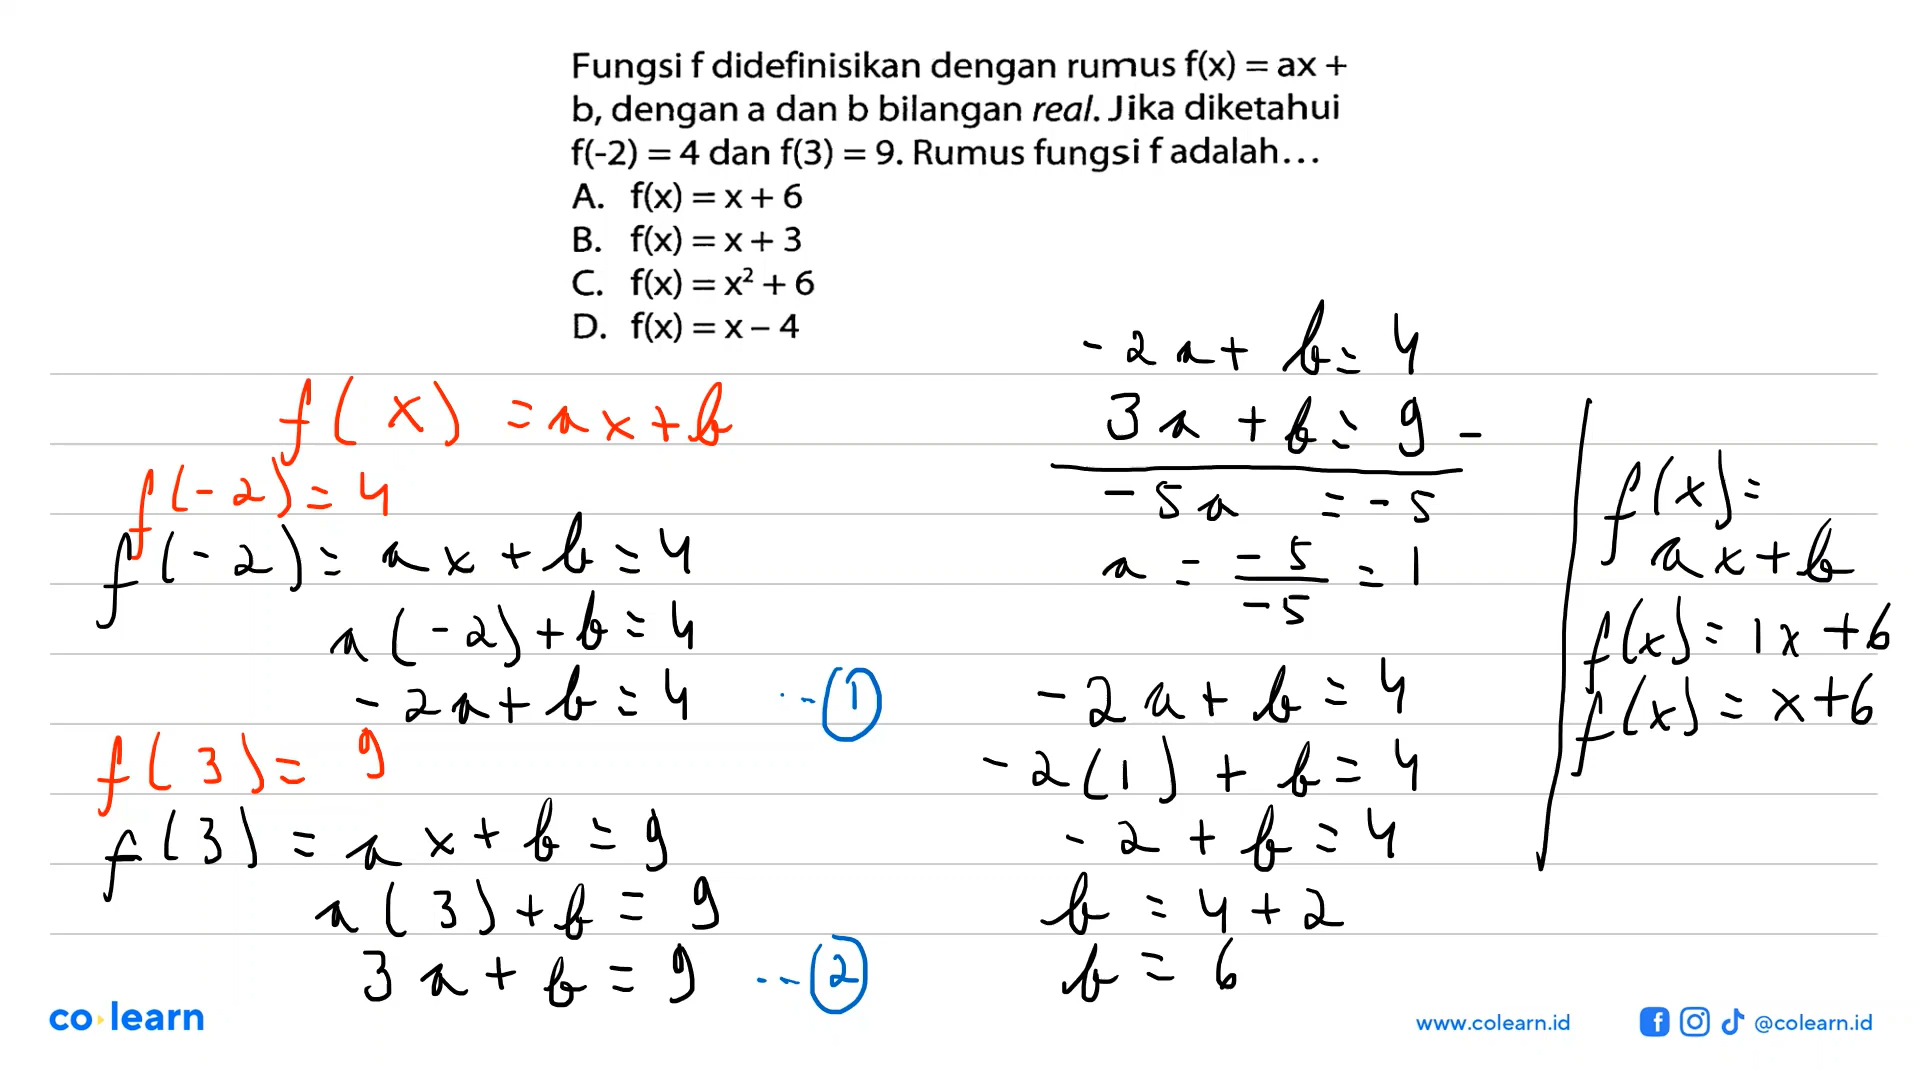 Fungsi f didefinisikan dengan rumus f(x) = ax +
b, dengan a dan b bilangan real. Jika diketahui
f(-2) = 4 dan f(3) = 9. Rumus fungsi f adalah...
A. f(x) = x + 6
B. f(x) = x + 3
C. f(x) = x² + 6
D. f(x) = x – 4
f(x) = ax + b
f(-2) = 4
f(-2) = ax + b = 4
a(-2) + b = 4
-2a + b = 4 ...①
f(3) = 9
f(3) = ax + b = 9
a(3) + b = 9
3a + b = 9 ...②
-2a + b = 4
3a + b = 9 -
-5a = -5
a = -5/-5 = 1
-2a + b = 4
-2(1) + b = 4
-2 + b = 4
b = 4 + 2
b = 6
f(x) =
ax + b
f(x) = 1x + 6
f(x) = x + 6
co learn
www.colearn.id
@colearn.id